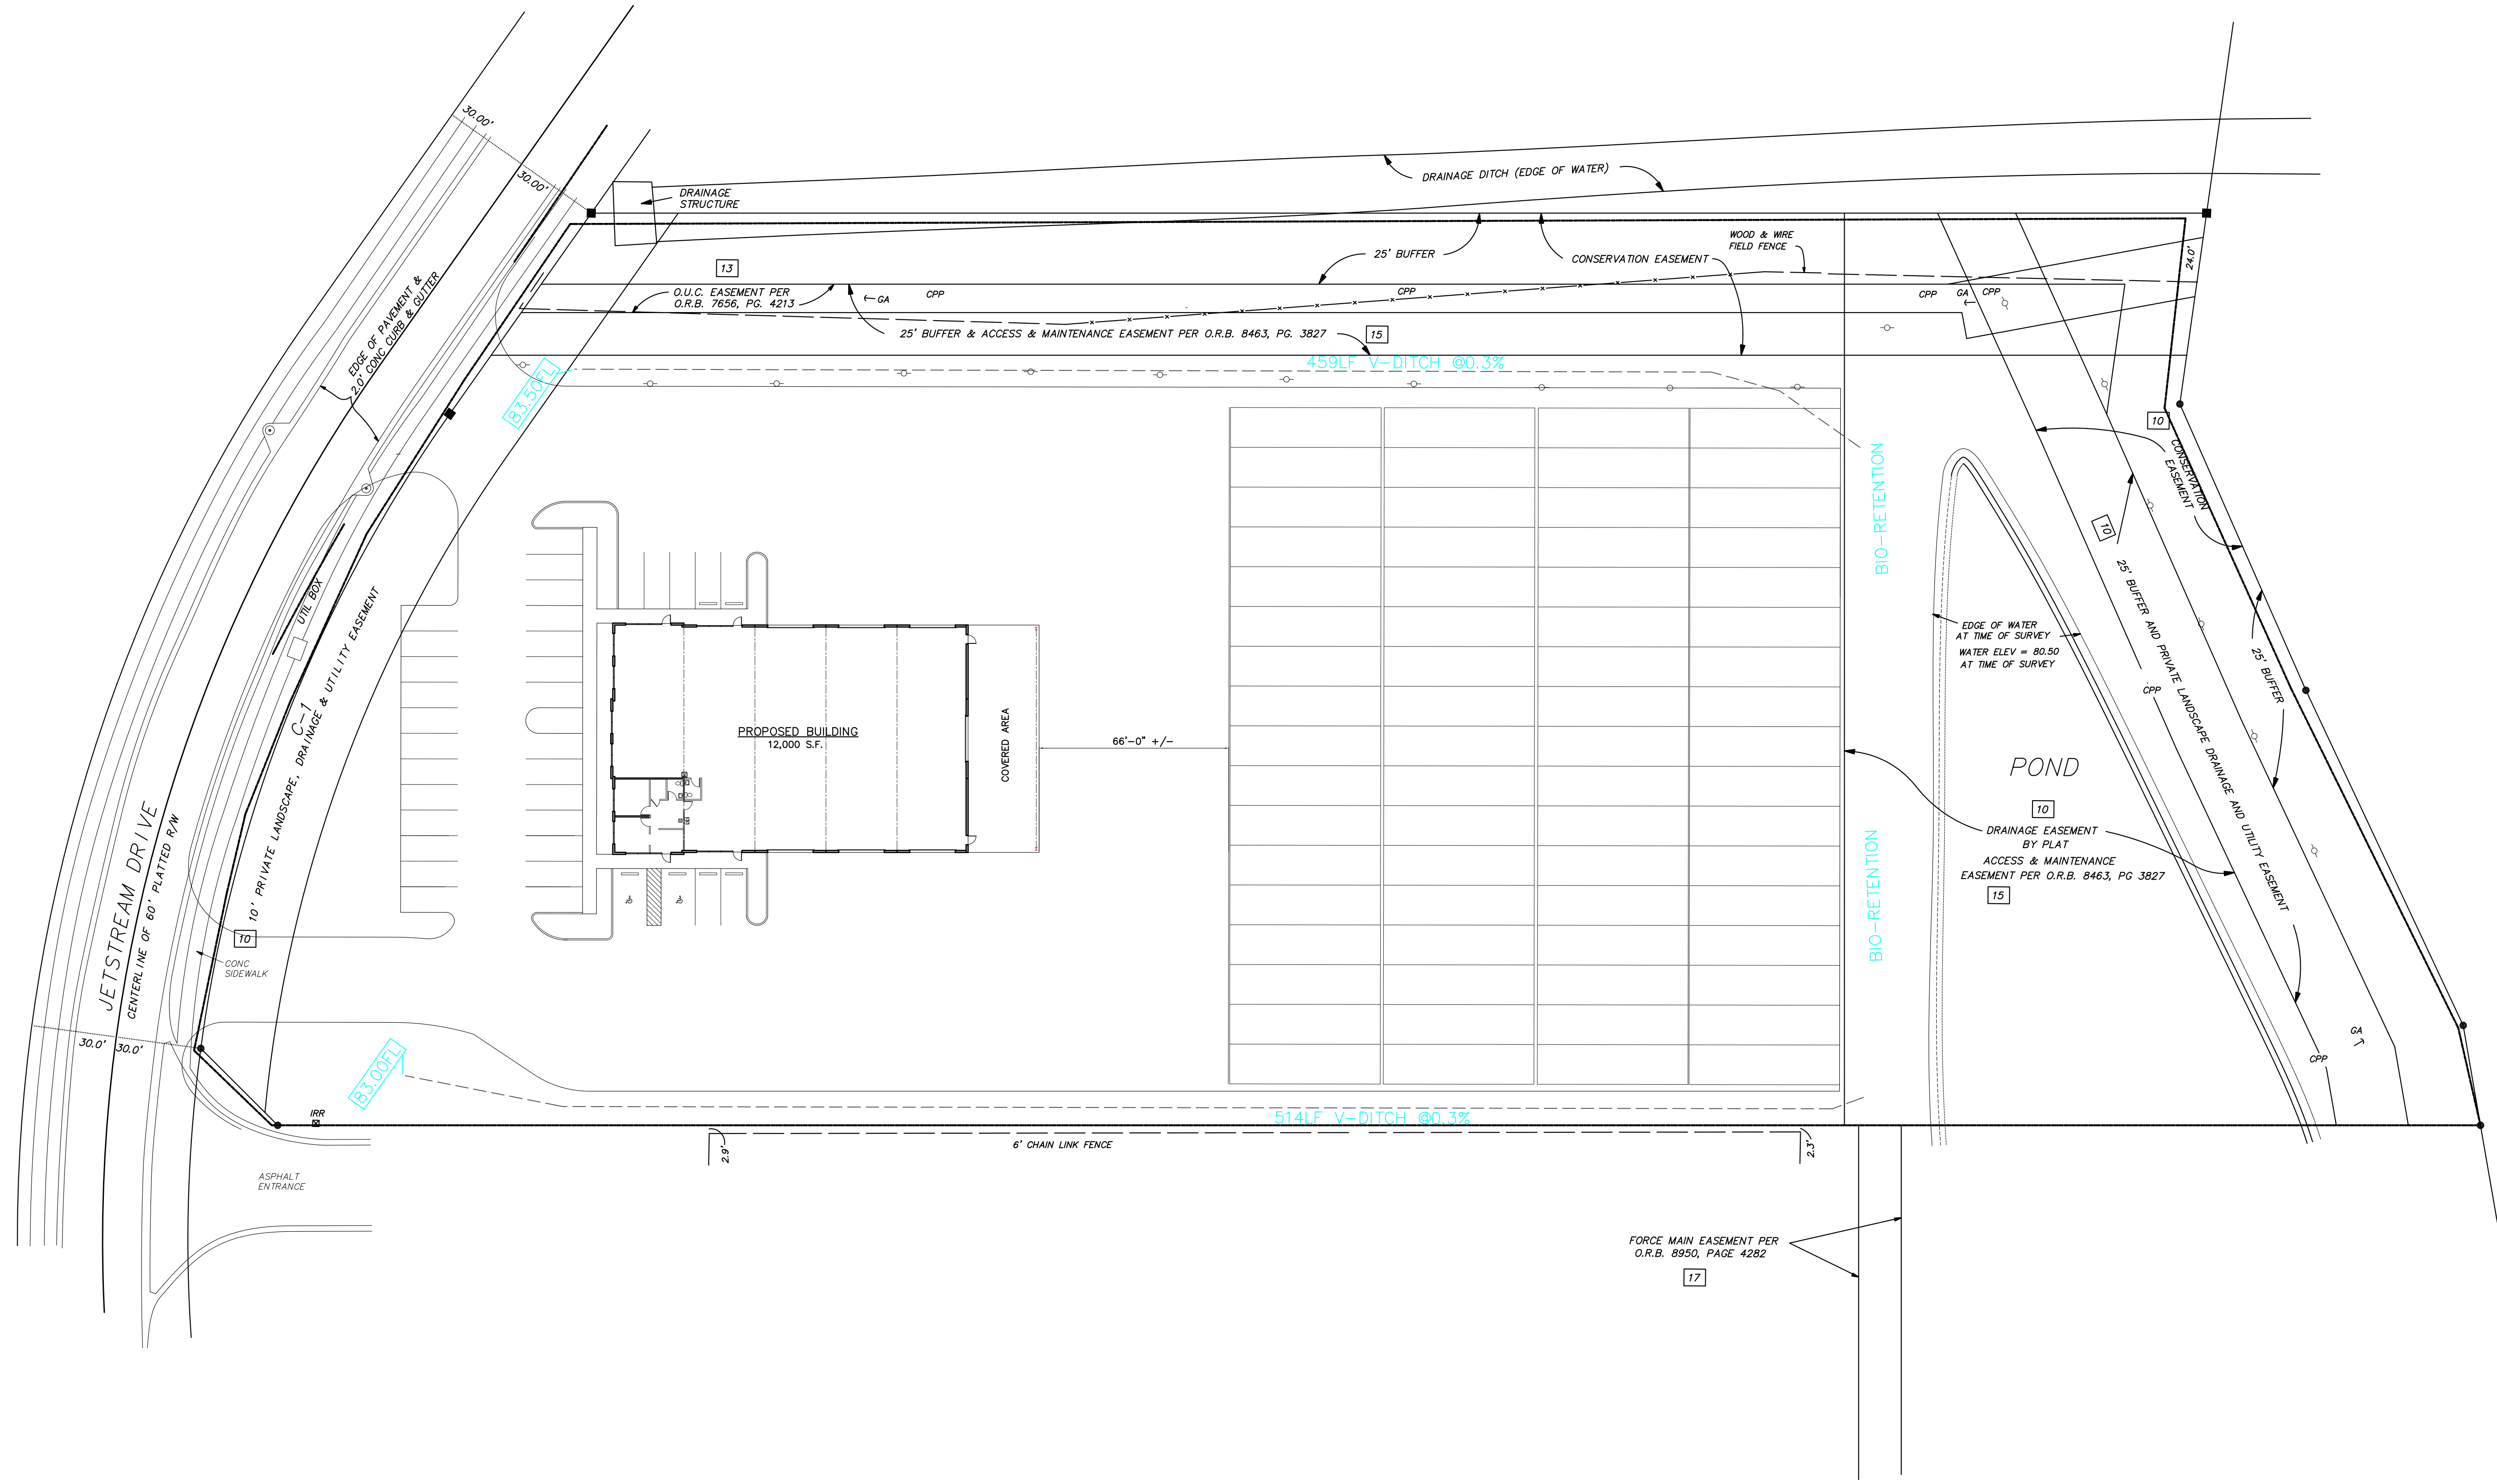 30.00'
30.00'
DRAINAGE
STRUCTURE
DRAINAGE DITCH (EDGE OF WATER)
EDGE OF PAVEMENT &
2.0' CONC CURB & GUTTER
13
O.U.C. EASEMENT PER
O.R.B. 7656, PG. 4213
GA
CPP
25' BUFFER
CPP
CONSERVATION EASEMENT
WOOD & WIRE
FIELD FENCE
CPP
GA
CPP
24.0'
25' BUFFER & ACCESS & MAINTENANCE EASEMENT PER O.R.B. 8463, PG. 3827
15
83.50FL
459LF V-DITCH @0.3%
10
CONSERVATION
EASEMENT
BIO-RETENTION
10
25' BUFFER AND PRIVATE LANDSCAPE DRAINAGE AND UTILITY EASEMENT
UTIL BOX
C-1
10' PRIVATE LANDSCAPE, DRAINAGE & UTILITY EASEMENT
EDGE OF WATER
AT TIME OF SURVEY
WATER ELEV = 80.50
AT TIME OF SURVEY
CPP
25' BUFFER
PROPOSED BUILDING
12,000 S.F.
COVERED AREA
66'-0" +/-
POND
10
DRAINAGE EASEMENT
BY PLAT
ACCESS & MAINTENANCE
EASEMENT PER O.R.B. 8463, PG 3827
15
BIO-RETENTION
JETSTREAM DRIVE
CENTERLINE OF 60' PLATTED R/W
10
CONC
SIDEWALK
30.0'
30.0'
83.00FL
GA
CPP
IRR
514LF V-DITCH @0.3%
2.9'
6' CHAIN LINK FENCE
2.3'
ASPHALT
ENTRANCE
FORCE MAIN EASEMENT PER
O.R.B. 8950, PAGE 4282
17